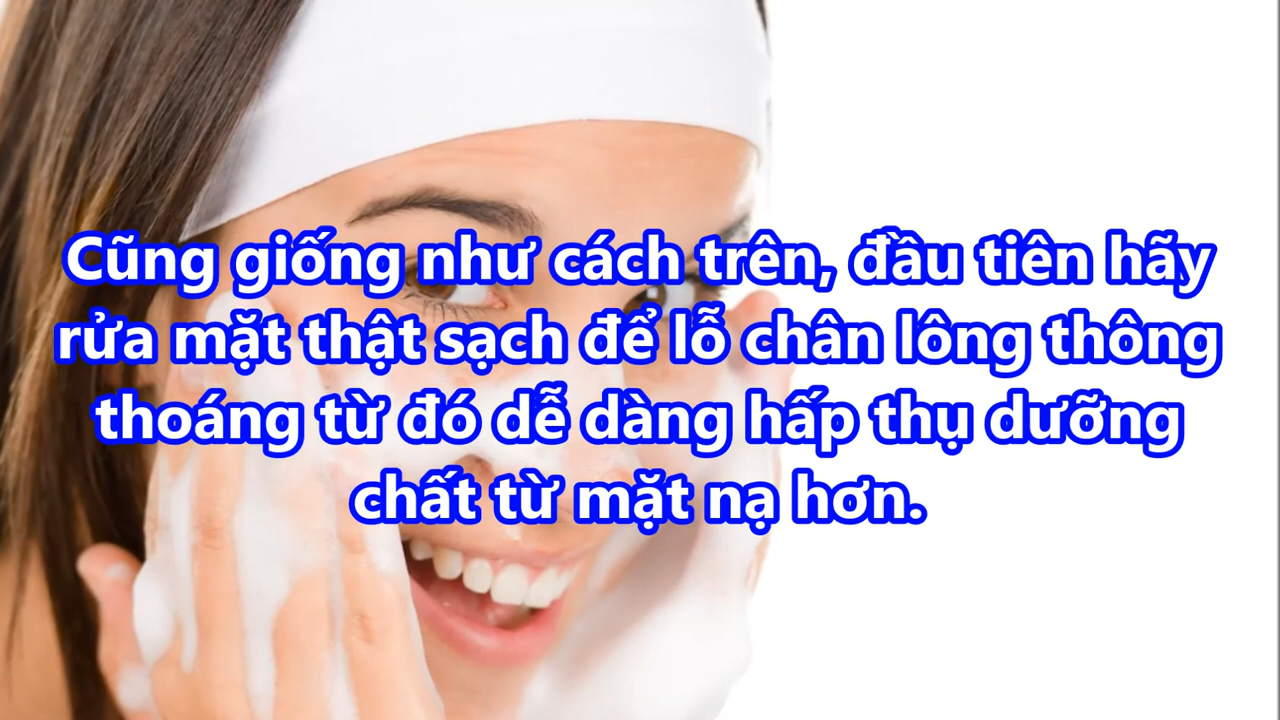 Cũng giống như cách trên, đầu tiên hãy
rửa mặt thật sạch để lỗ chân lông thông
thoáng từ đó dễ dàng hấp thụ dưỡng
chất từ mặt nạ hơn.